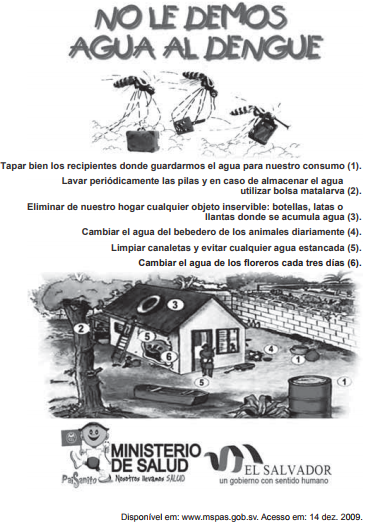 NO LE DEMOS
AGUA AL DENGUE
Tapar bien los recipientes donde guardarmos el agua para nuestro consumo (1).
Lavar periódicamente las pilas y en caso de almacenar el agua
utilizar bolsa matalarva (2).
Eliminar de nuestro hogar cualquier objeto inservible: botellas, latas o
llantas donde se acumula agua (3).
Cambiar el agua del bebedero de los animales diariamente (4).
Limpiar canaletas y evitar cualquier agua estancada (5).
Cambiar el agua de los floreros cada tres días (6).
3
2
5
6
4
1
1
5
MINISTERIO
DE SALUD
PaiSanito Nosotros llevamos SALUD
EL SALVADOR
un gobierno con sentido humano
Disponível em: www.mspas.gob.sv. Acesso em: 14 dez. 2009.